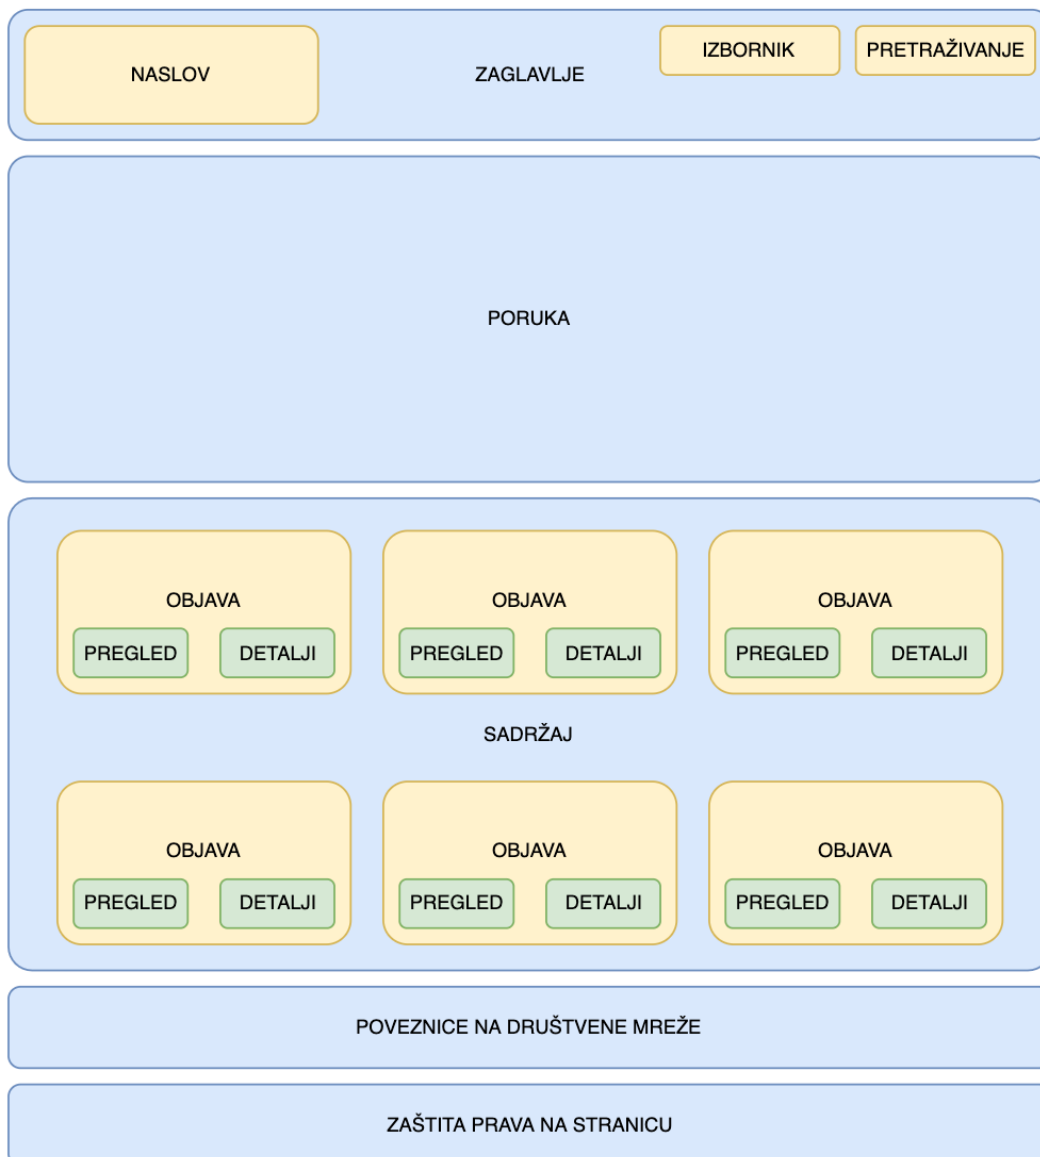 NASLOV
ZAGLAVLJE
IZBORNIK
PRETRAŽIVANJE
PORUKA
OBJAVA
PREGLED
DETALJI
OBJAVA
PREGLED
DETALJI
OBJAVA
PREGLED
DETALJI
SADRŽAJ
OBJAVA
PREGLED
DETALJI
OBJAVA
PREGLED
DETALJI
OBJAVA
PREGLED
DETALJI
POVEZNICE NA DRUŠTVENE MREŽE
ZAŠTITA PRAVA NA STRANICU